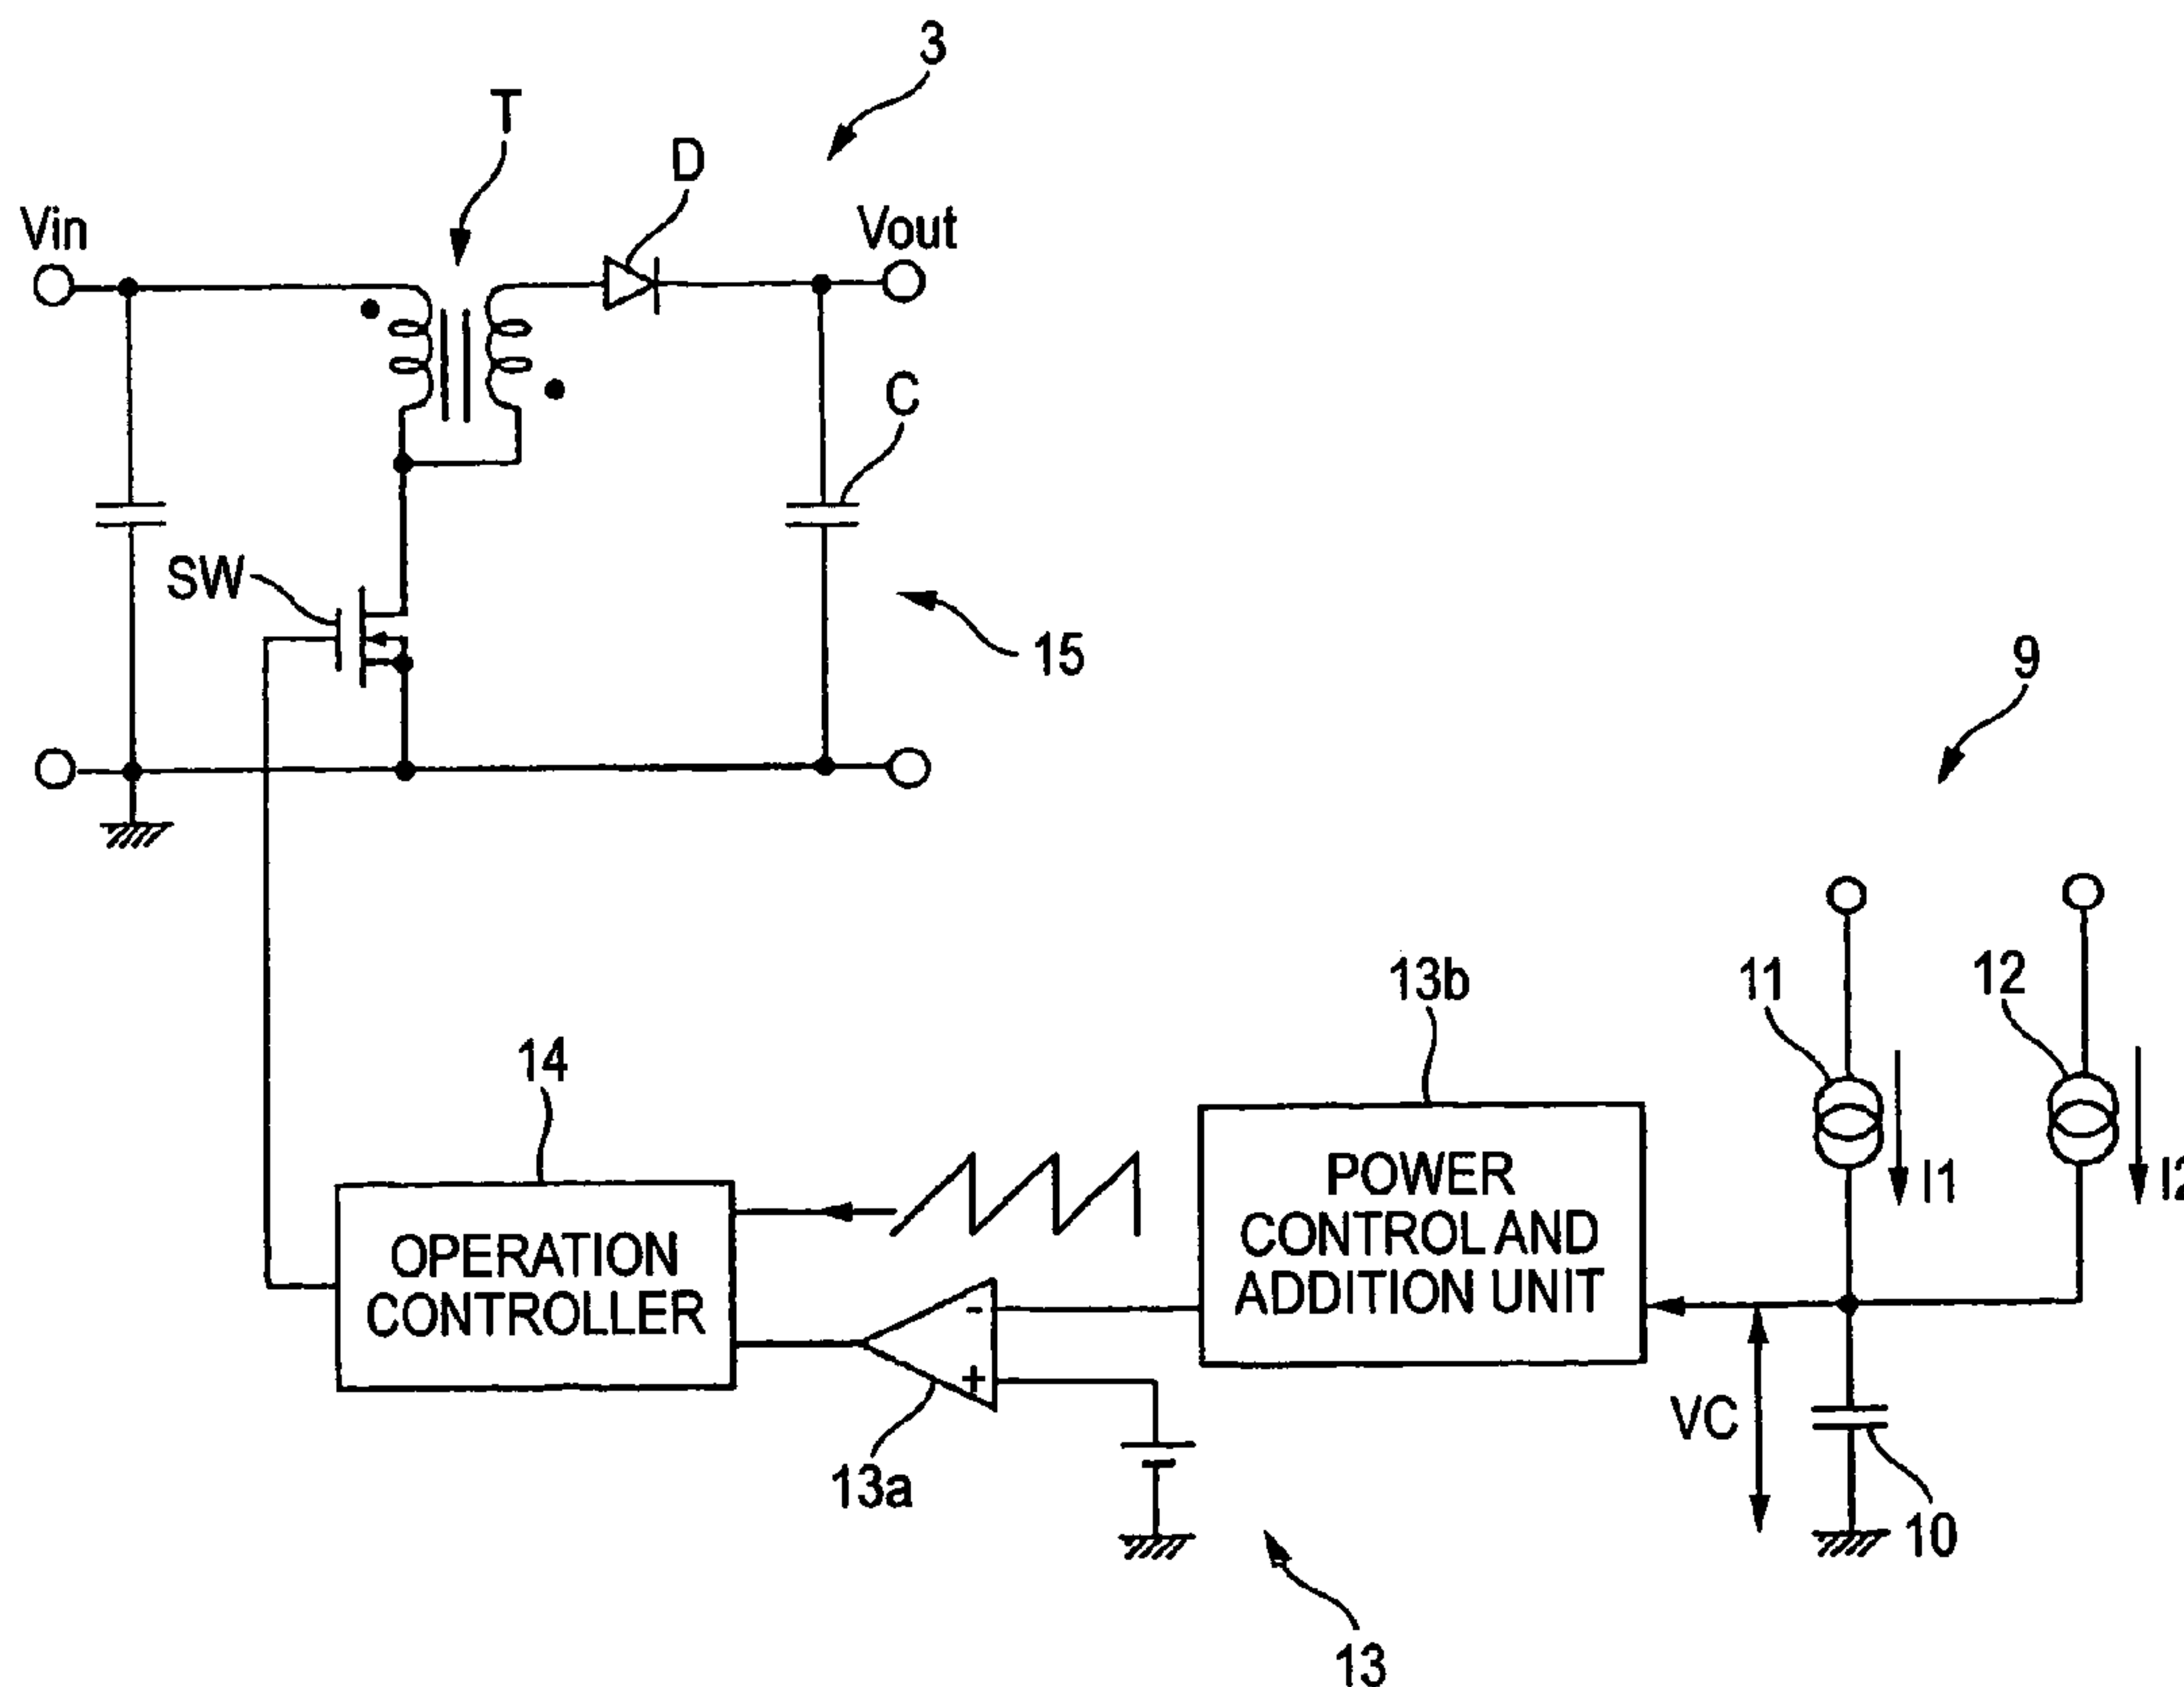 3
T
D
Vin
Vout
C
SW
15
9
13b
11
12
14
I1
I2
POWER
CONTROL AND
ADDITION UNIT
OPERATION
CONTROLLER
-
+
VC
13a
10
13